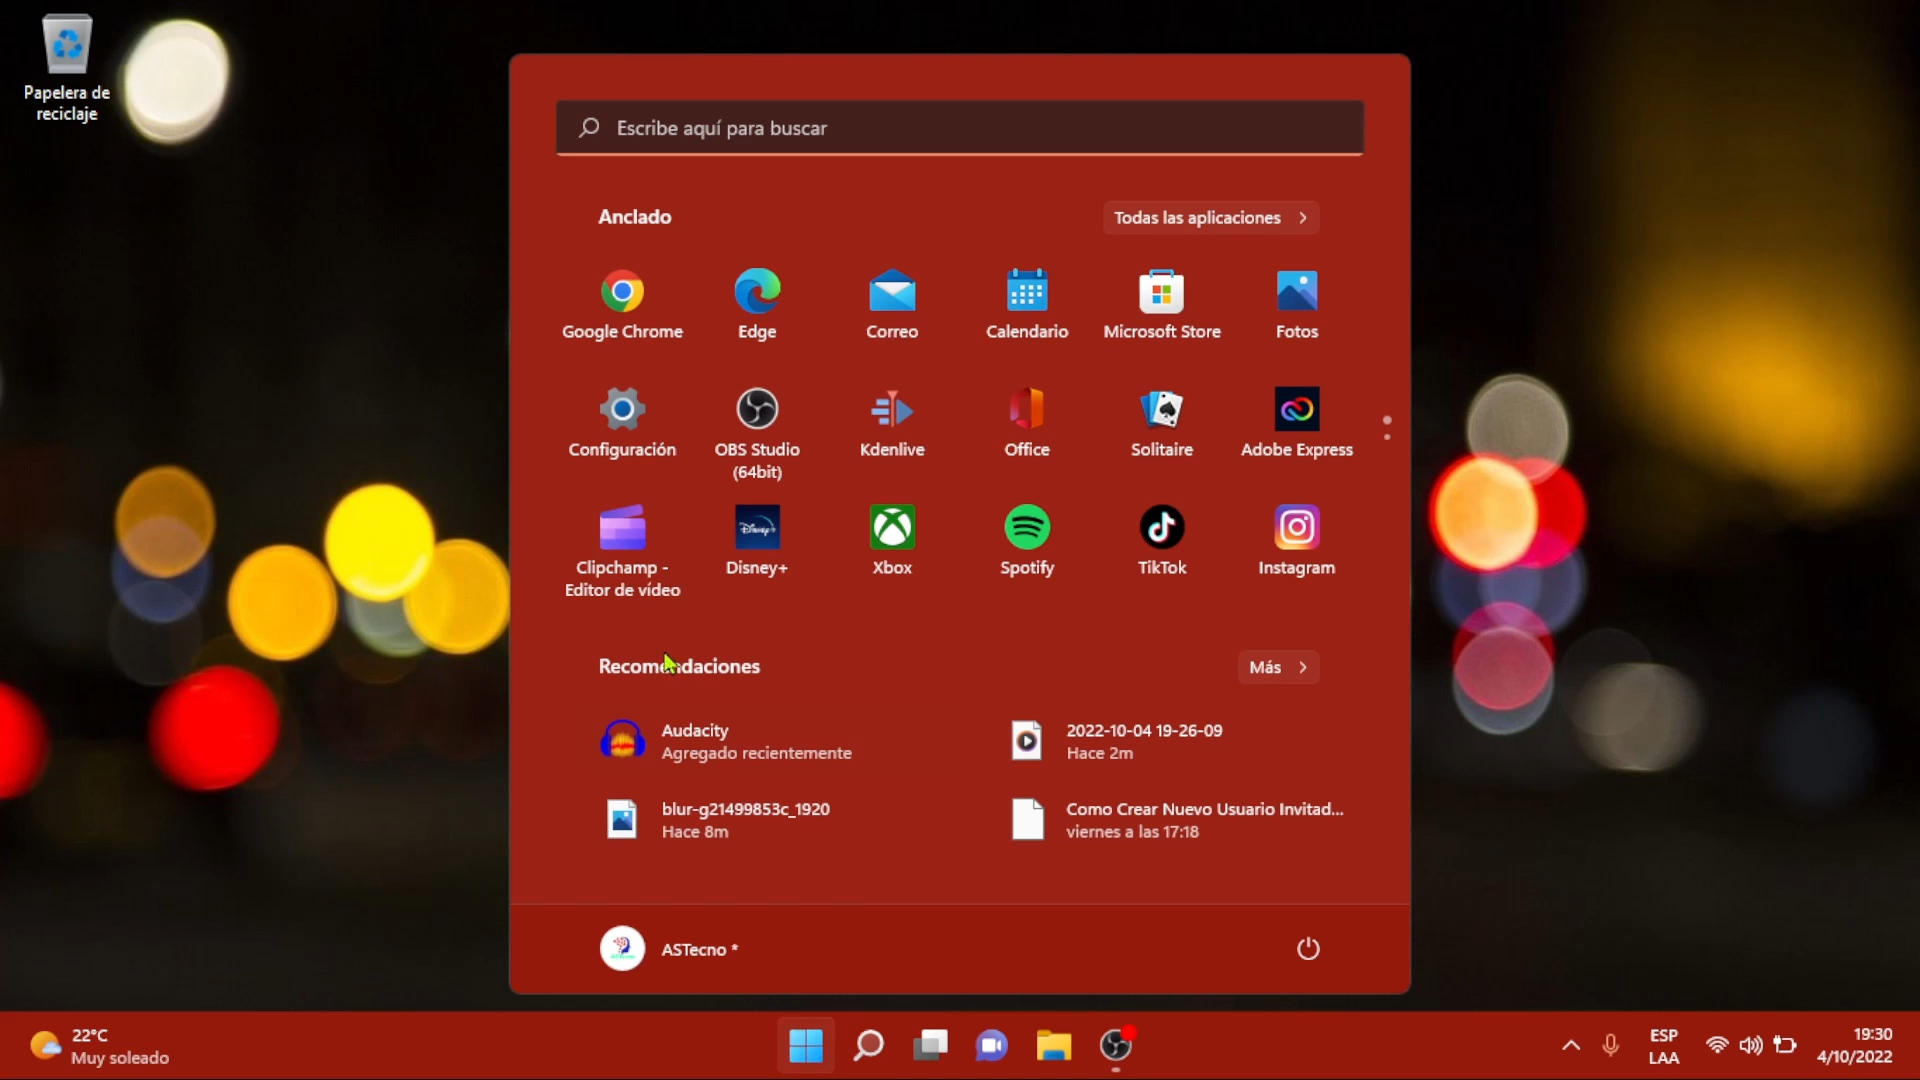 Papelera de
reciclaje
Escribe aquí para buscar
Anclado
Todas las aplicaciones
Google Chrome
Edge
Correo
Calendario
Microsoft Store
Fotos
Configuración
OBS Studio
(64bit)
Kdenlive
Office
Solitaire
Adobe Express
Clipchamp -
Editor de vídeo
Disney+
Disney+
Xbox
Spotify
TikTok
Instagram
Recomendaciones
Más
Audacity
Agregado recientemente
2022-10-04 19-26-09
Hace 2m
blur-g21499853c_1920
Hace 8m
Como Crear Nuevo Usuario Invitad...
viernes a las 17:18
ASTecno *
22°C
Muy soleado
ESP
LAA
19:30
4/10/2022